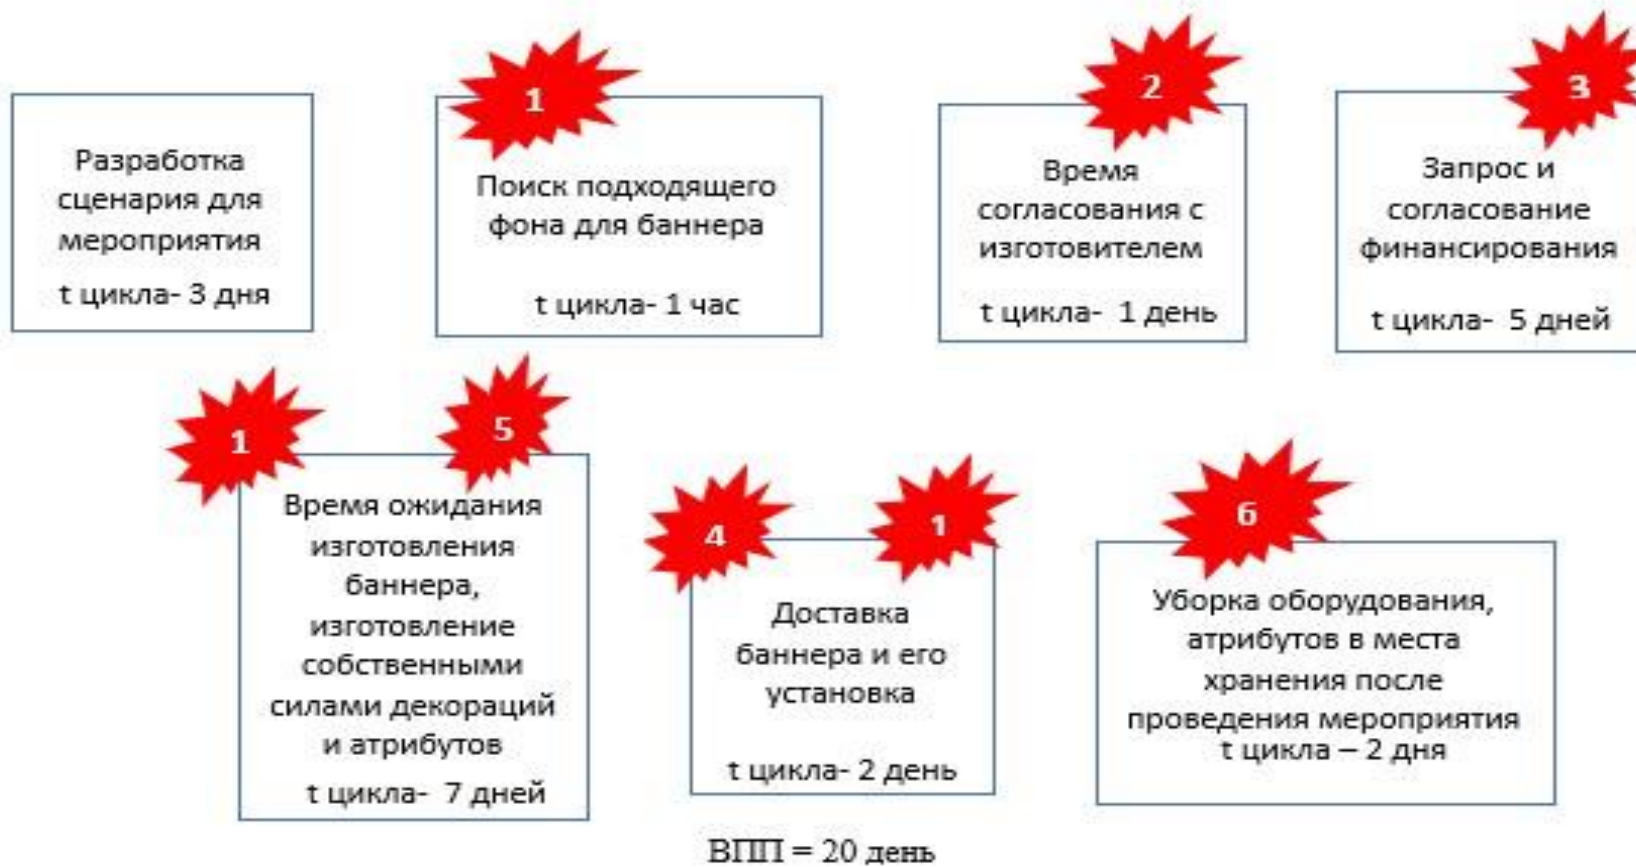 1
2
3
Разработка
сценария для
мероприятия
t цикла- 3 дня
Поиск подходящего
фона для баннера
t цикла- 1 час
Время
согласования с
изготовителем
t цикла-  1 день
Запрос и
согласование
финансирования
t цикла-  5 дней
1
5
4
1
6
Время ожидания
изготовления
баннера,
изготовление
собственными
силами декораций
и атрибутов
t цикла-  7 дней
Доставка
баннера и его
установка
t цикла- 2 день
Уборка оборудования,
атрибутов в места
хранения после
проведения мероприятия
t цикла – 2 дня
ВПП = 20 день